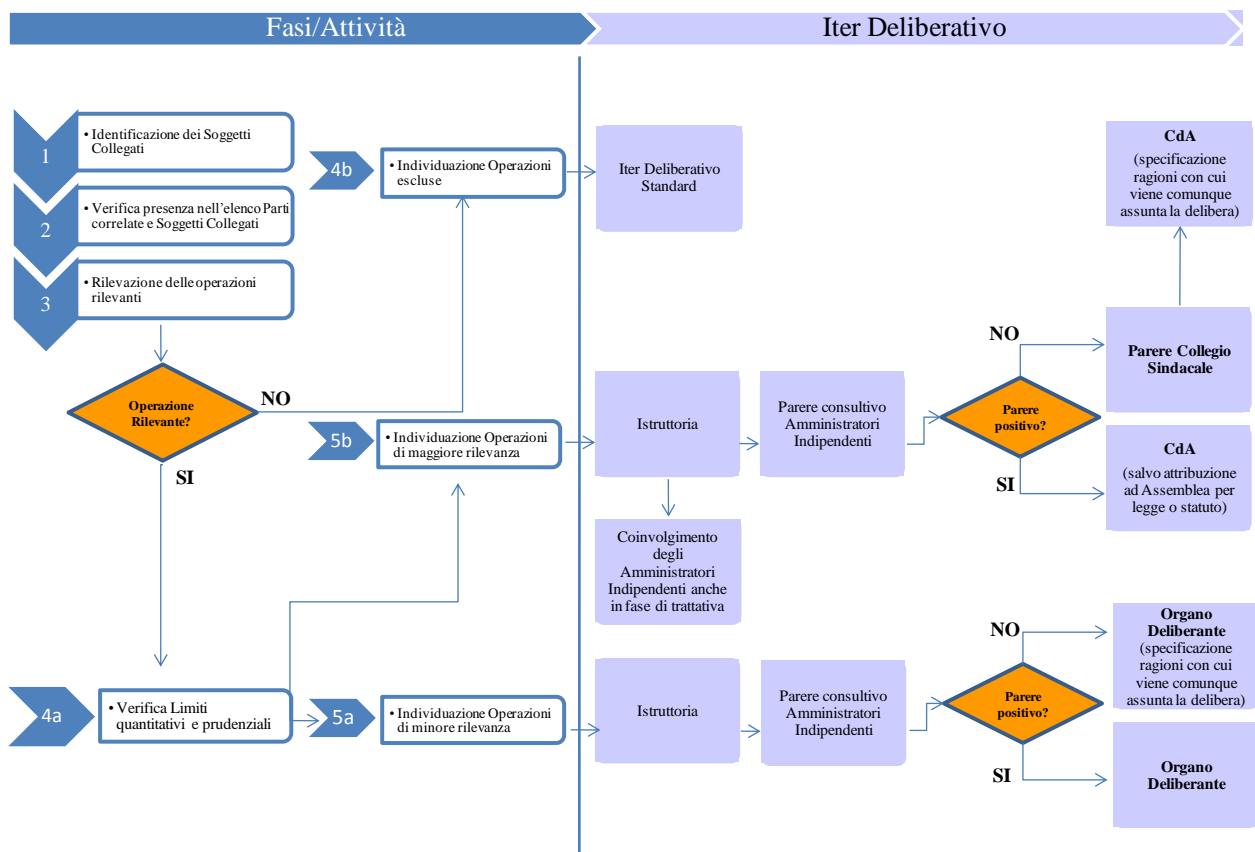 Fasi/Attività
Iter Deliberativo
1
• Identificazione dei Soggetti
Collegati
2
• Verifica presenza nell'elenco Parti
correlate e Soggetti Collegati
3
• Rilevazione delle operazioni
rilevanti
4b
• Individuazione Operazioni
escluse
Iter Deliberativo
Standard
CdA
(specificazione
ragioni con cui
viene comunque
assunta la delibera)
Operazione
Rilevante?
NO
SI
5b
• Individuazione Operazioni
di maggiore rilevanza
Istruttoria
Parere consultivo
Amministratori
Indipendenti
Parere
positivo?
NO
Parere Collegio
Sindacale
SI
CdA
(salvo attribuzione
ad Assemblea per
legge o statuto)
Coinvolgimento
degli
Amministratori
Indipendenti anche
in fase di trattativa
4a
• Verifica Limiti
quantitativi e prudenziali
5a
• Individuazione Operazioni
di minore rilevanza
Istruttoria
Parere consultivo
Amministratori
Indipendenti
Parere
positivo?
NO
Organo
Deliberante
(specificazione
ragioni con cui
viene comunque
assunta la delibera)
SI
Organo
Deliberante